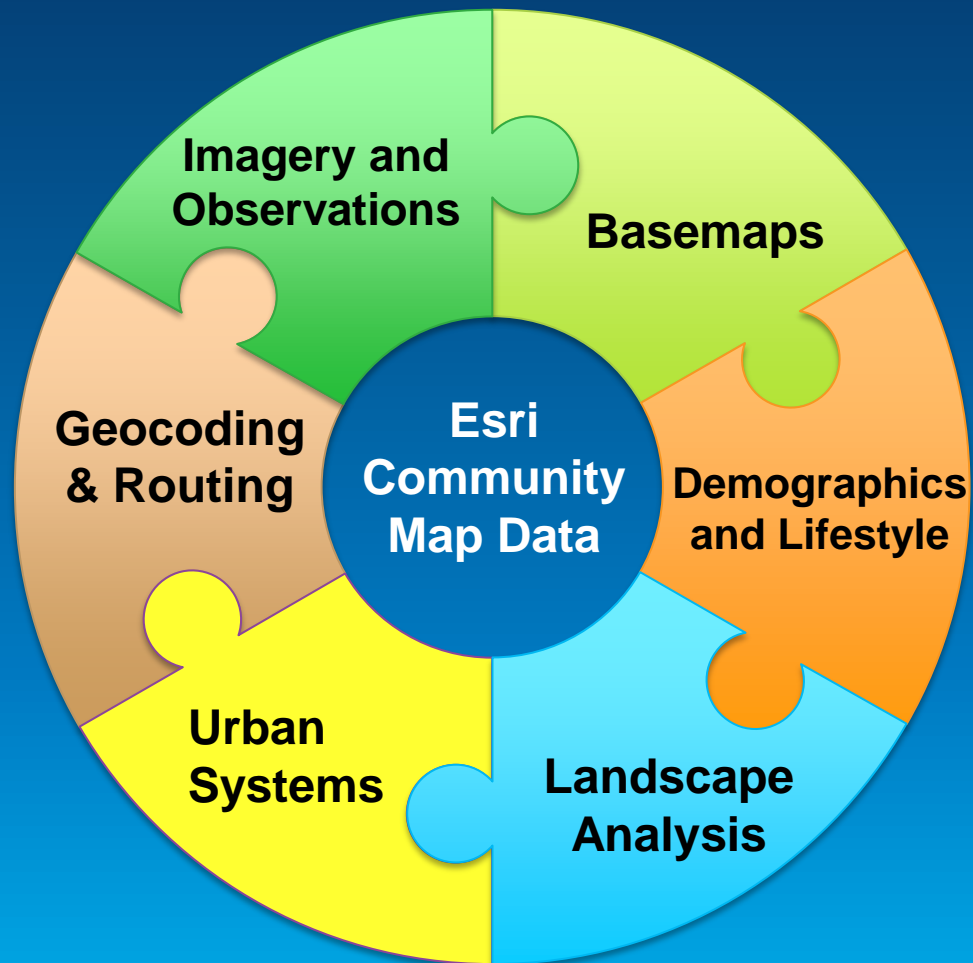 Imagery and
Observations
Basemaps
Geocoding
& Routing
Esri
Community
Map Data
Demographics
and Lifestyle
Urban
Systems
Landscape
Analysis